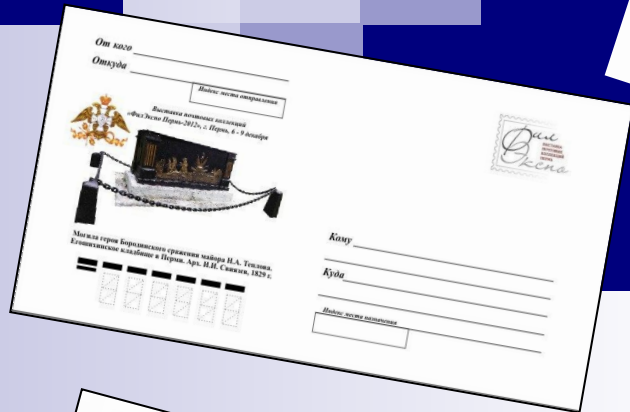 От кого
Откуда
Индекс места отправления
Выставка почтовых коллекций
«ФилЭкспо Пермь-2012», г. Пермь, 6 - 9 декабря
Фил
Экспо
Могила героя Бородинского сражения майора Н.А. Теплова.
Егошихинское кладбище в Перми. Арх. И.И. Свиязев, 1829 г.
Кому
Куда
Индекс места назначения